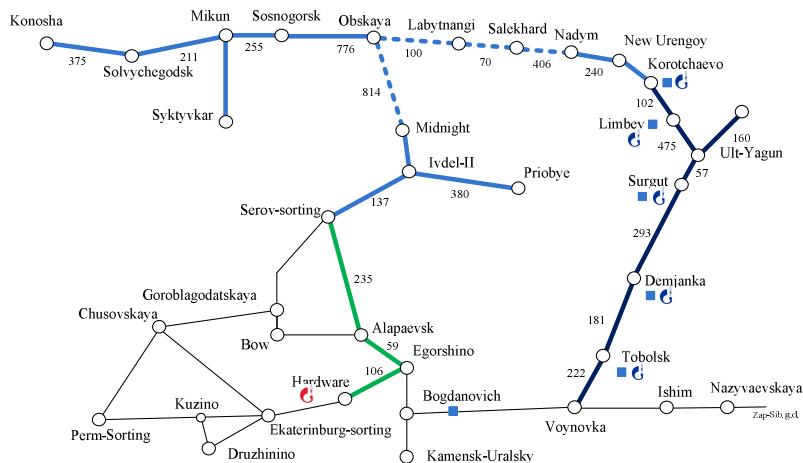 Konosha
Mikun
Sosnogorsk
Obskaya
Labytnangi
Salekhard
Nadym
New Urengoy
375
Solvychegodsk
211
255
776
100
70
406
240
Korotchaevo
814
102
Limbey
Syktyvkar
Midnight
475
160
Ult-Yagun
Ivdel-II
Priobye
57
Surgut
137
380
Serov-sorting
293
235
Demjanka
Goroblagodatskaya
Chusovskaya
181
Bow
Alapaevsk
59
Egorshino
106
Tobolsk
222
Hardware
Bogdanovich
Ishim
Nazyvaevskaya
Kuzino
Zap-Sib. g.d.
Perm-Sorting
Ekaterinburg-sorting
Voynovka
Druzhinino
Kamensk-Uralsky